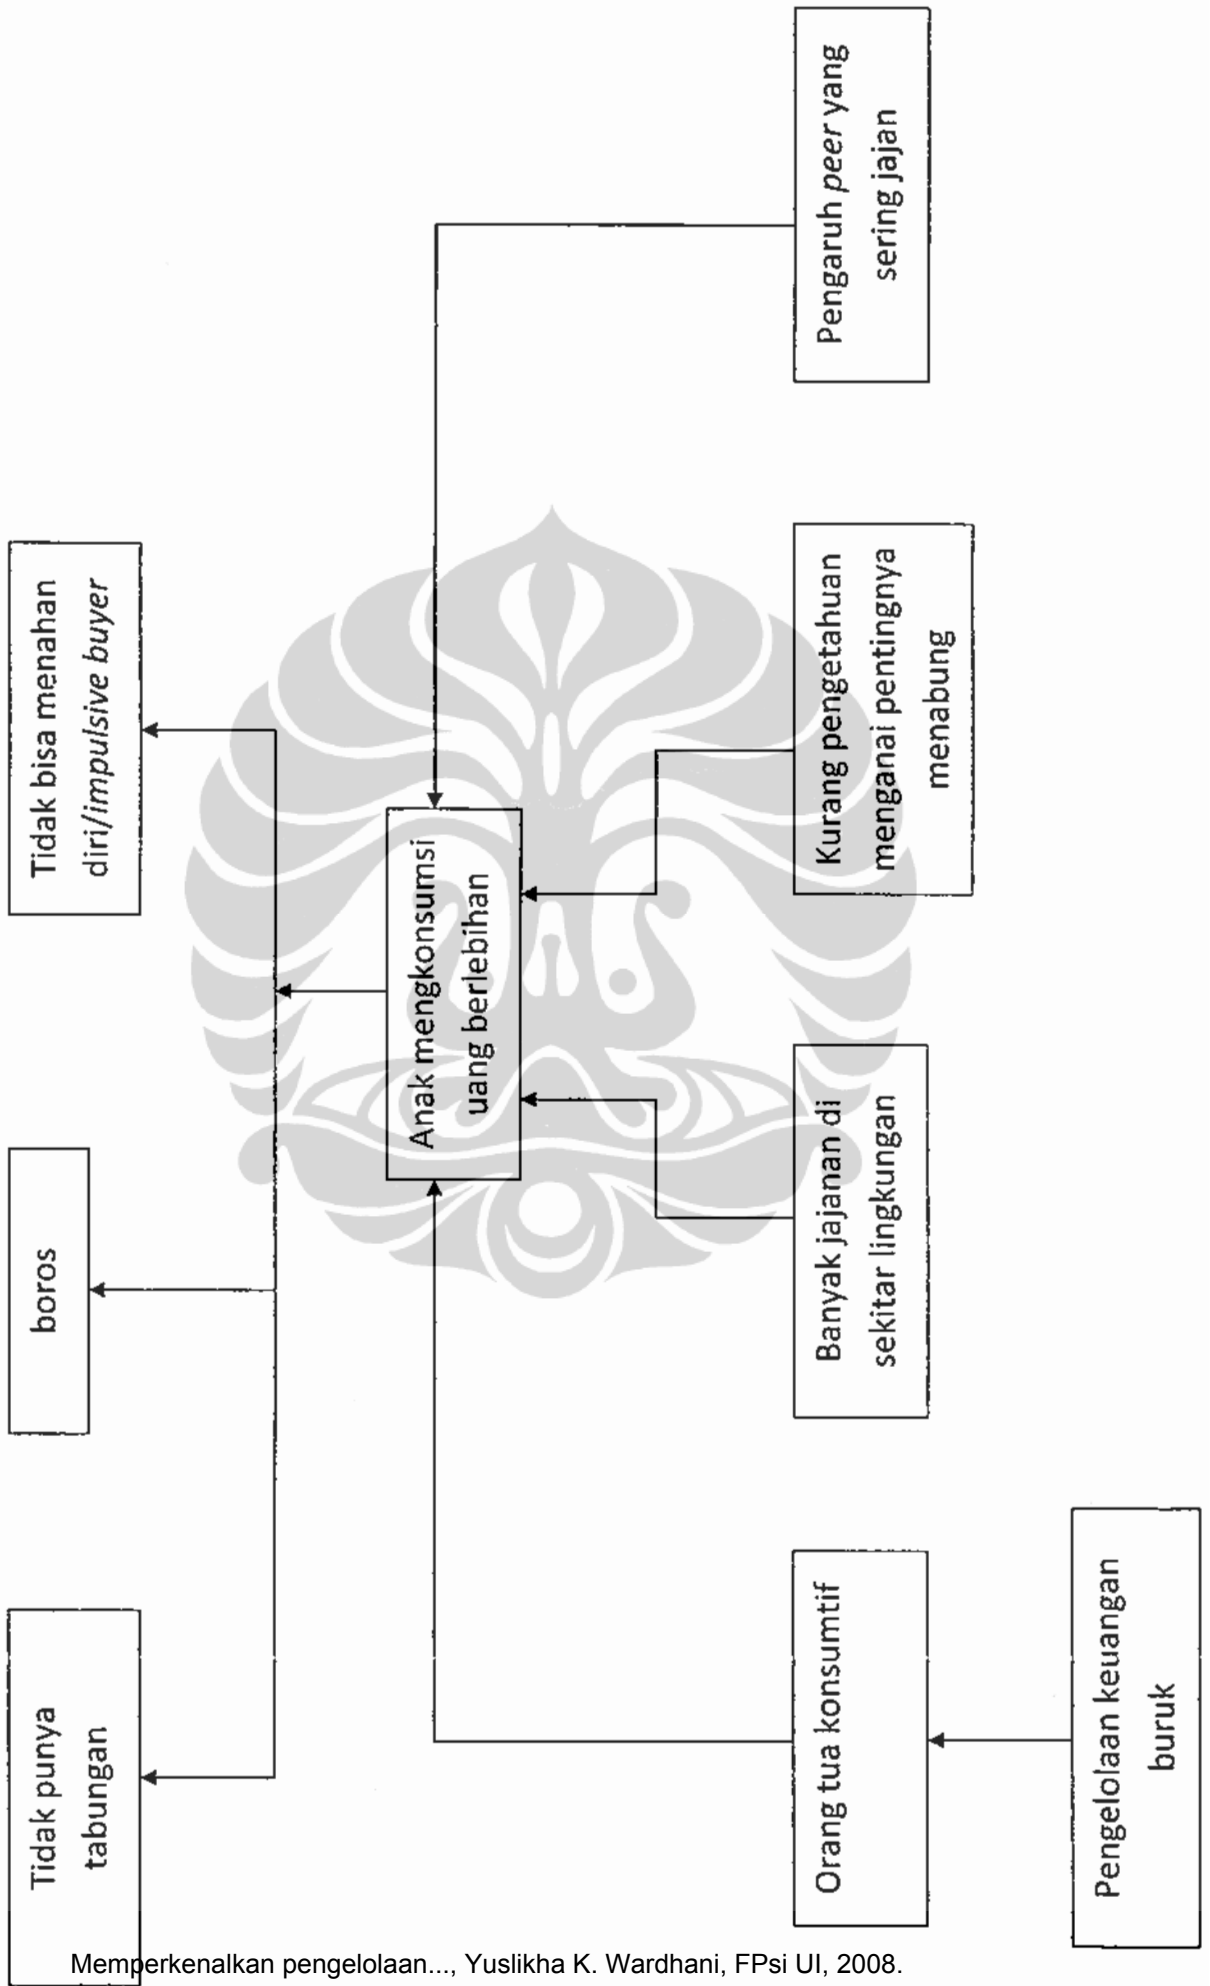 Tidak punya
tabungan
boros
Tidak bisa menahan
diri/impulsive buyer
Anak mengkonsumsi
uang berlebihan
Orang tua konsumtif
Banyak jajanan di
sekitar lingkungan
Kurang pengetahuan
menganai pentingnya
menabung
Pengaruh peer yang
sering jajan
Pengelolaan keuangan
buruk
Memperkenalkan pengelolaan..., Yuslikha K. Wardhani, FPsi UI, 2008.